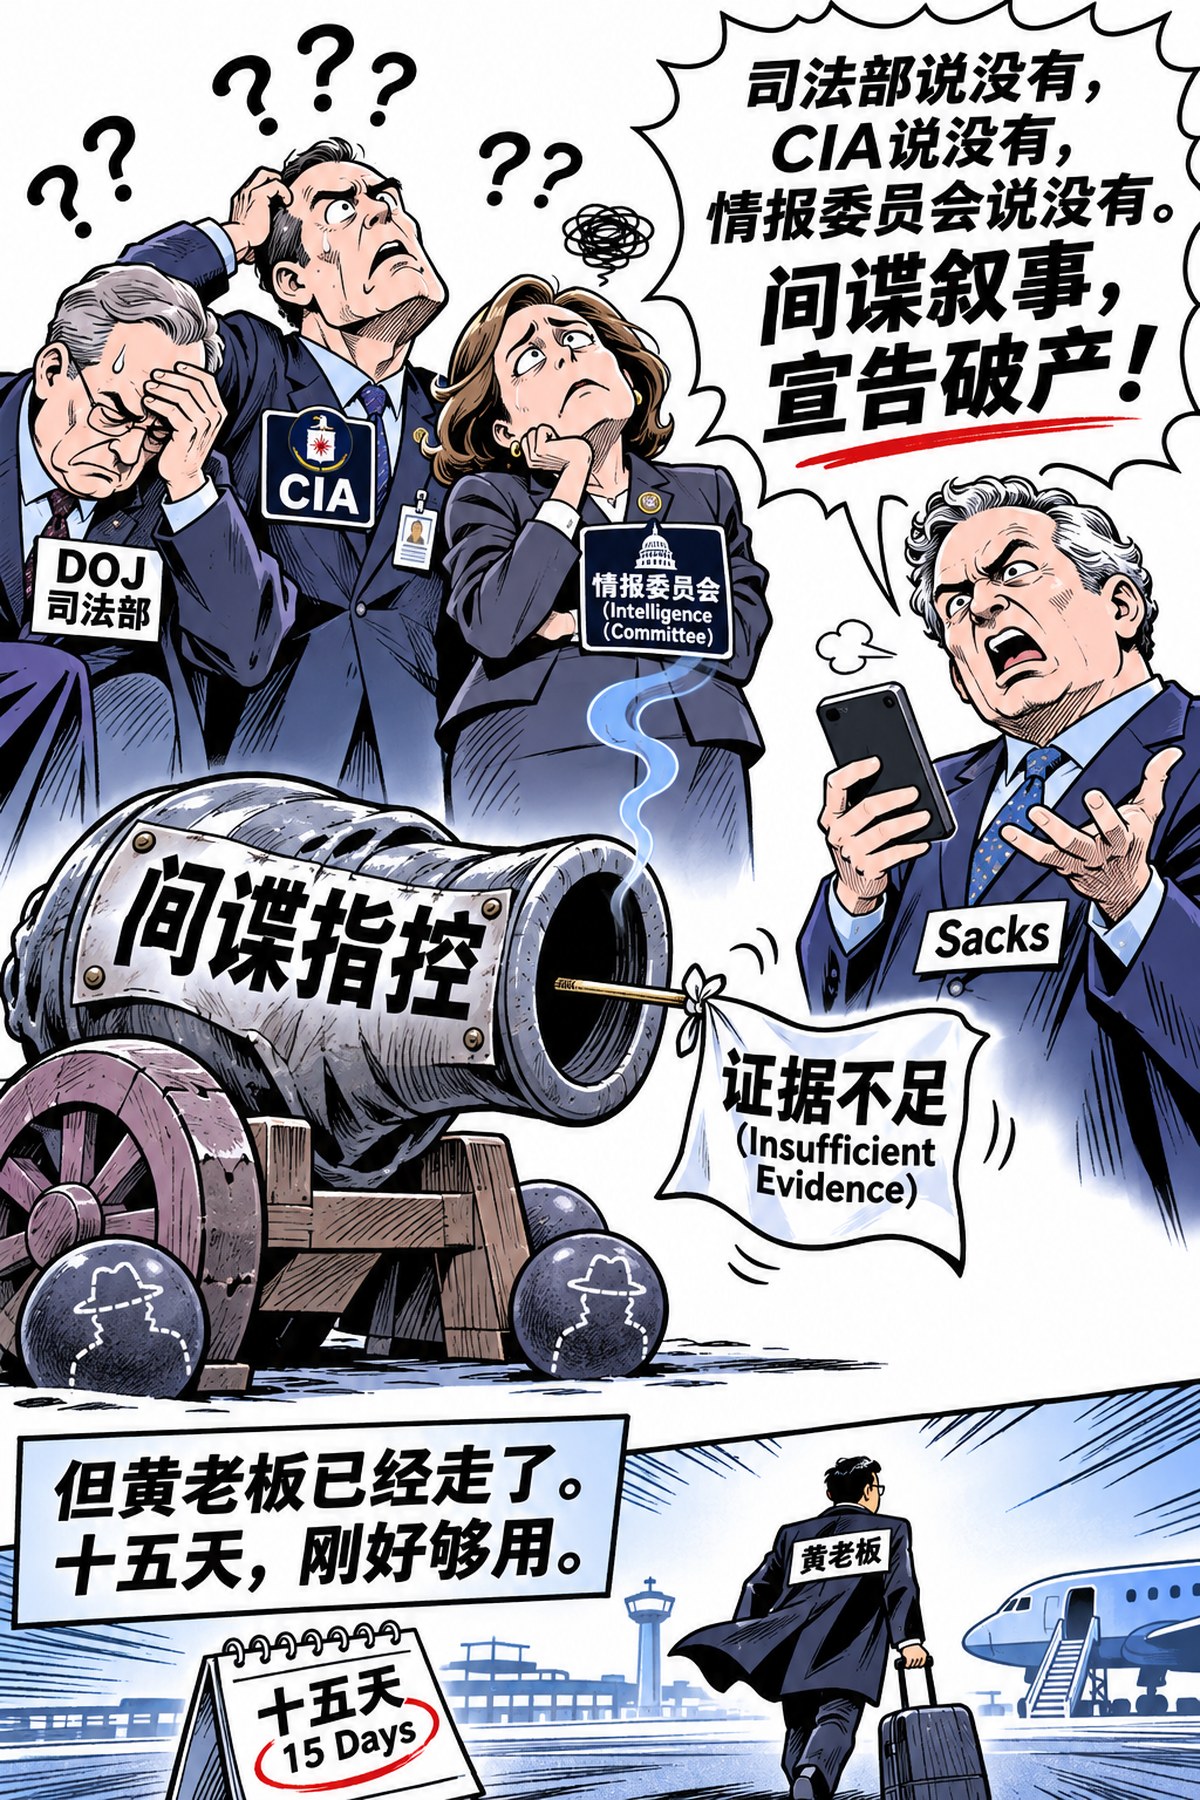 ? ? ? ? ? ? ?
司法部说没有，
CIA说没有，
情报委员会说没有。
间谍叙事，
宣告破产！
CIA
DOJ
司法部
情报委员会
(Intelligence
(Committee)
Sacks
间谍指控
证据不足
(Insufficient
Evidence)
但黄老板已经走了。
十五天，刚好够用。
黄老板
十五天
15 Days